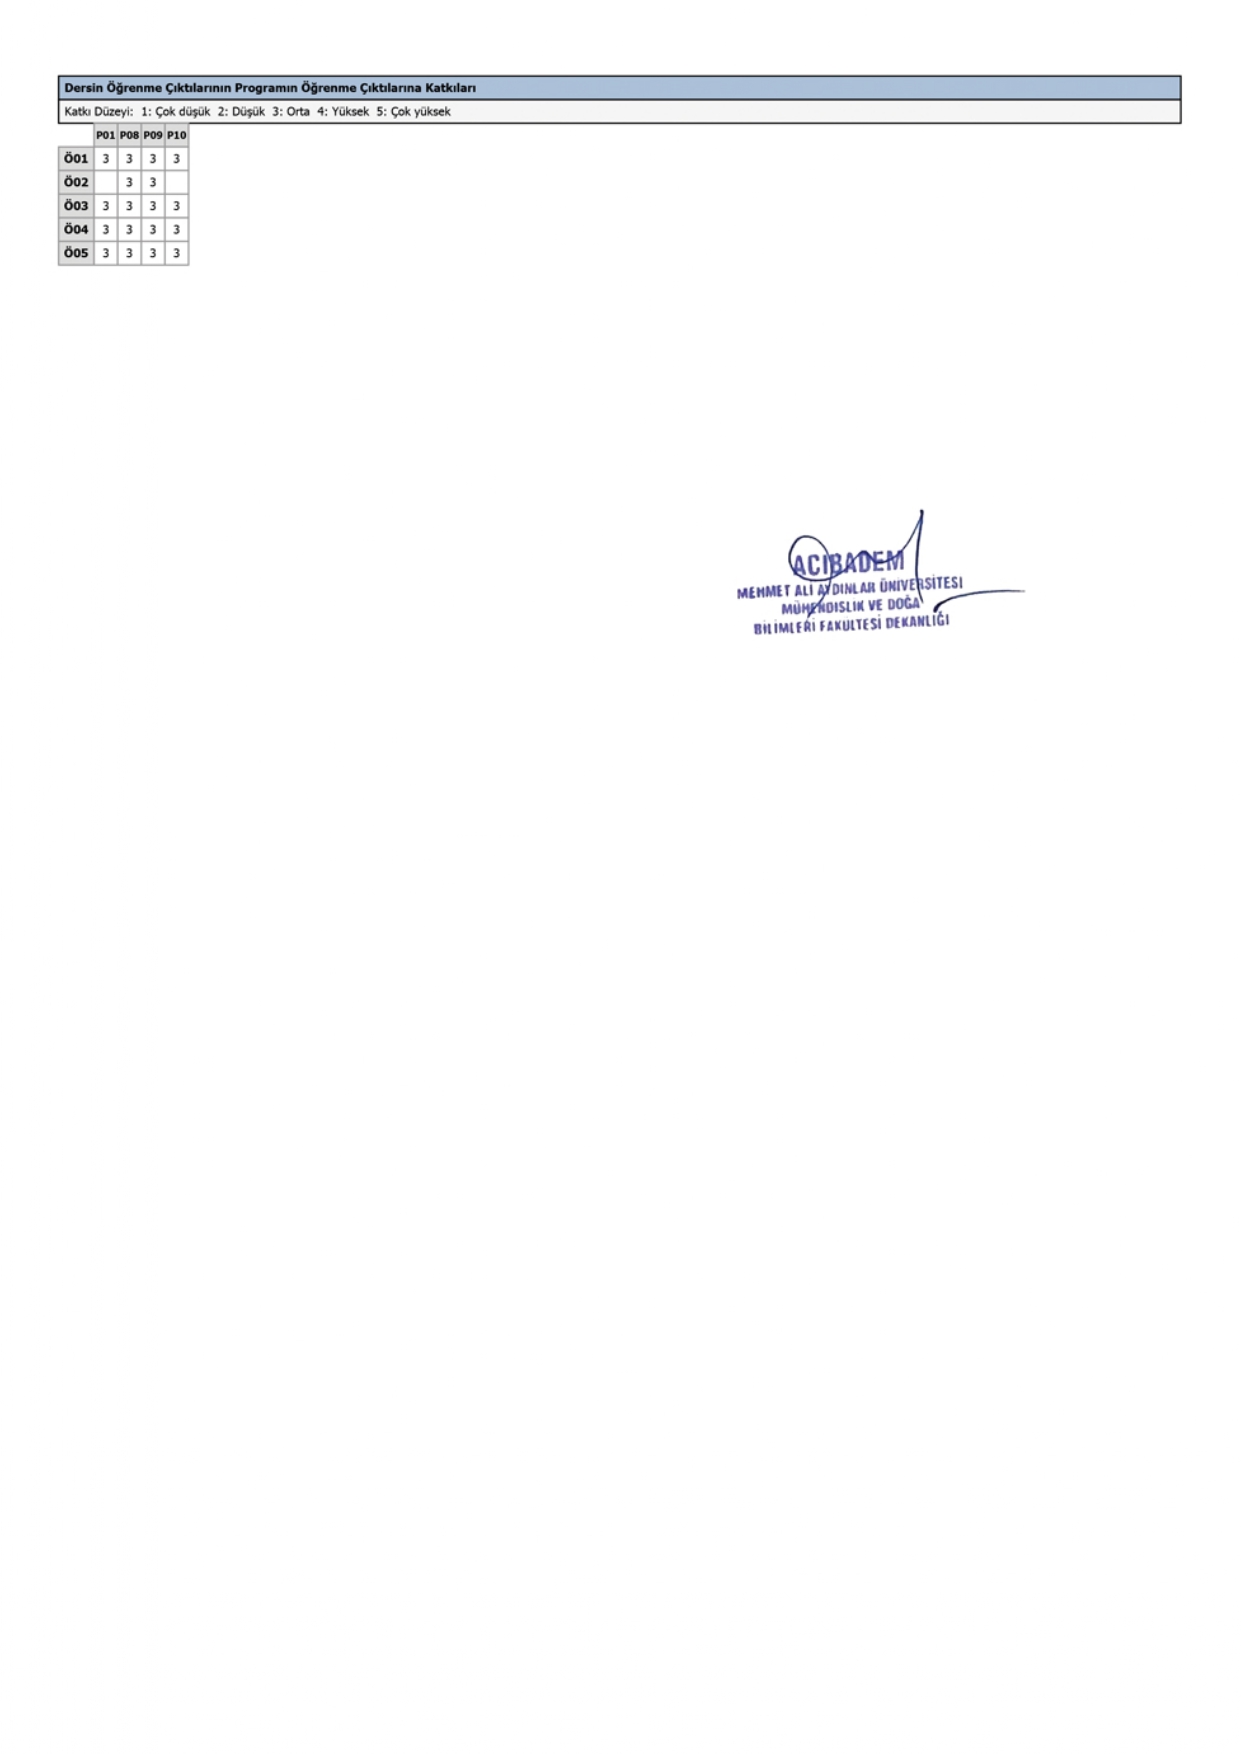 Dersin Öğrenme Çıktılarının Programın Öğrenme Çıktılarına Katkıları
Katkı Düzeyi: 1: Çok düşük 2: Düşük 3: Orta 4: Yüksek 5: Çok yüksek
P01 P08 P09 P10
Ö01 3 3 3 3
Ö02 3 3
Ö03 3 3 3 3
Ö04 3 3 3 3
Ö05 3 3 3 3
ACIBADEM
MEHMET ALİ AYDINLAR ÜNİVERSİTESİ
MÜHENDİSLİK VE DOĞA
BİLİMLERİ FAKÜLTESİ DEKANLIĞI